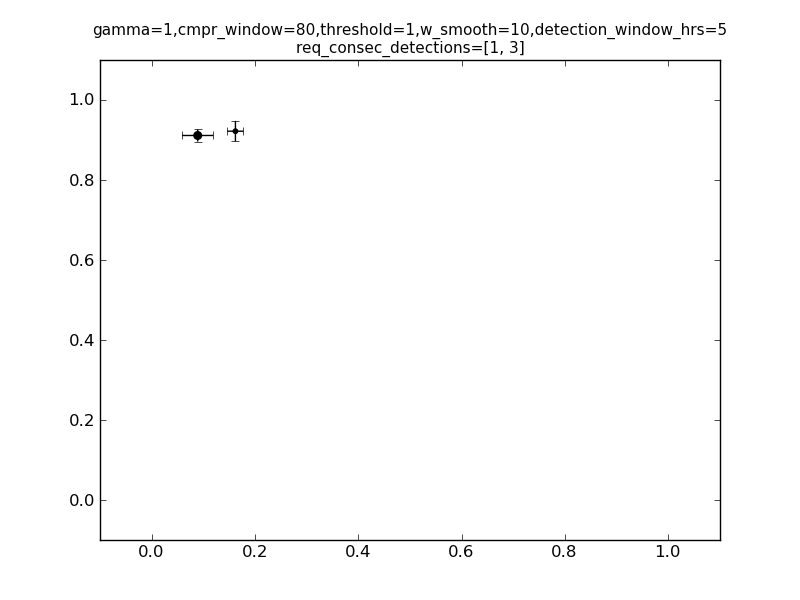 gamma=1,cmpr_window=80,threshold=1,w_smooth=10,detection_window_hrs=5
req_consec_detections=[1, 3]
1.0
0.8
0.6
0.4
0.2
0.0
0.0 0.2 0.4 0.6 0.8 1.0